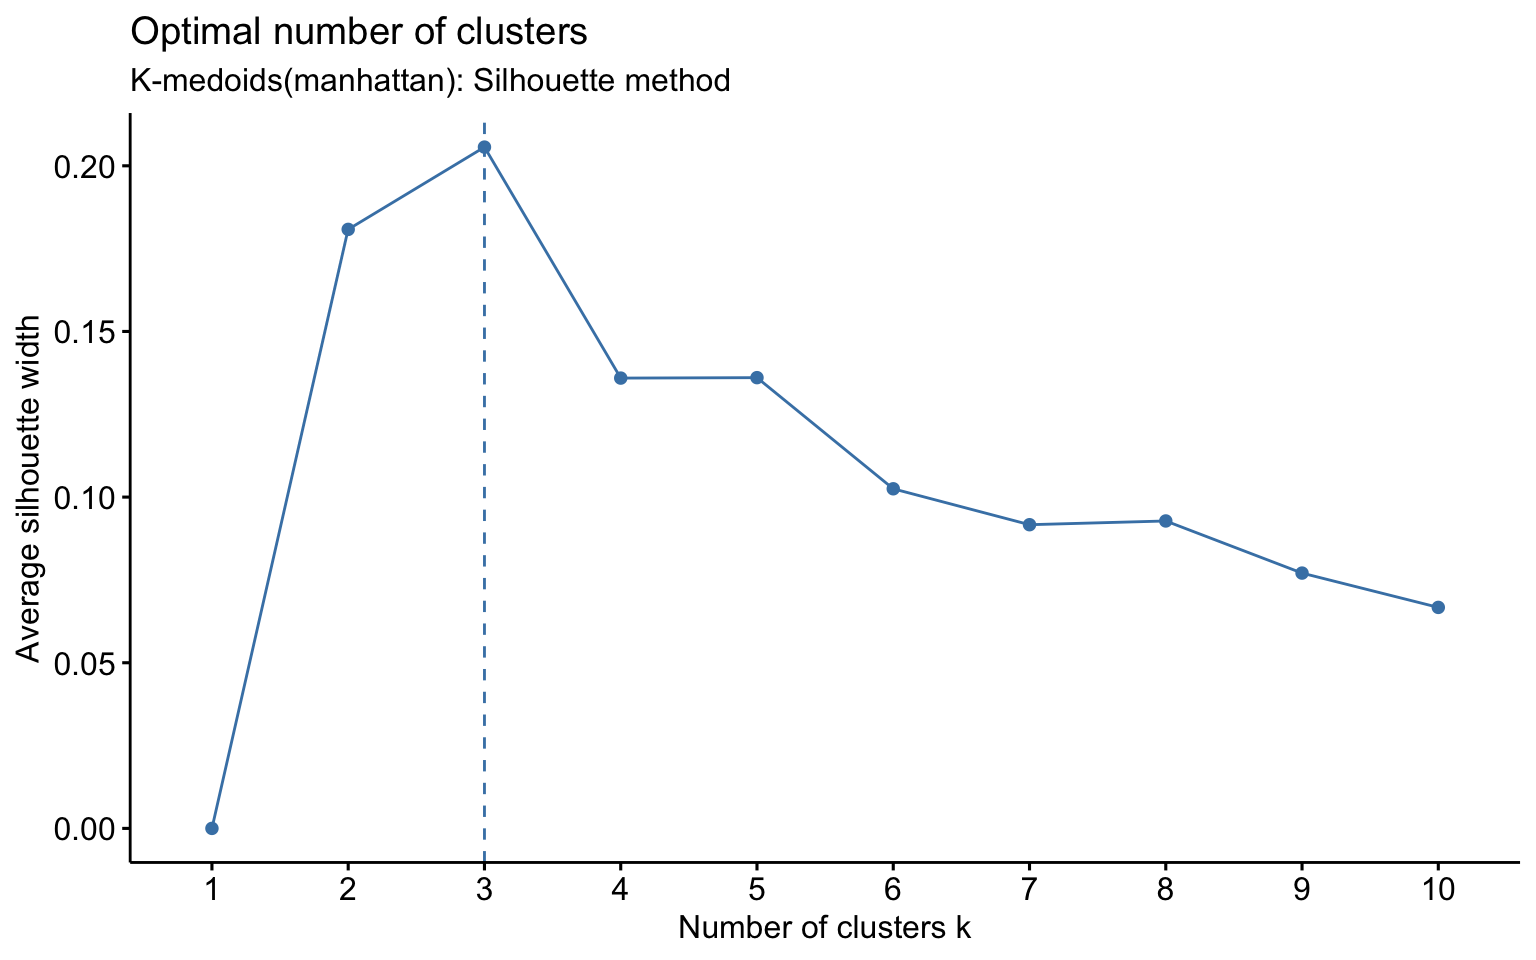 Optimal number of clusters
K-medoids(manhattan): Silhouette method
Average silhouette width
0.20
0.15
0.10
0.05
0.00
1 2 3 4 5 6 7 8 9 10
Number of clusters k